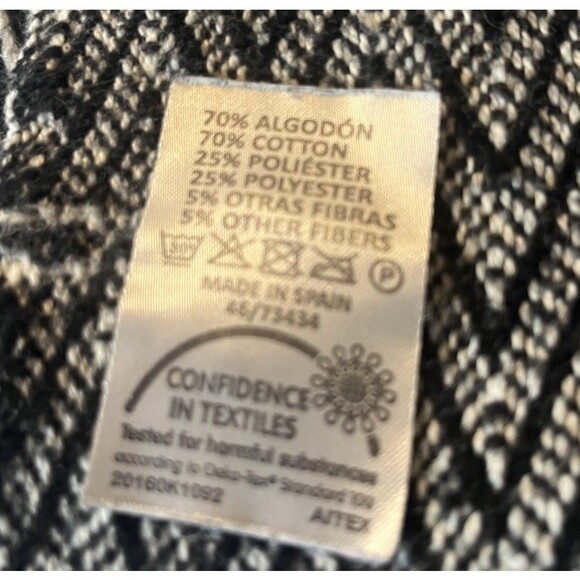 70% ALGODÓN
70% COTTON
25% POLIÉSTER
25% POLYESTER
5% OTRAS FIBRAS
5% OTHER FIBERS
P
MADE IN SPAIN
46/73434
CONFIDENCE
IN TEXTILES
Tested for harmful substances
according to Oeko-Tex® Standard 100
20160K1092
AITEX